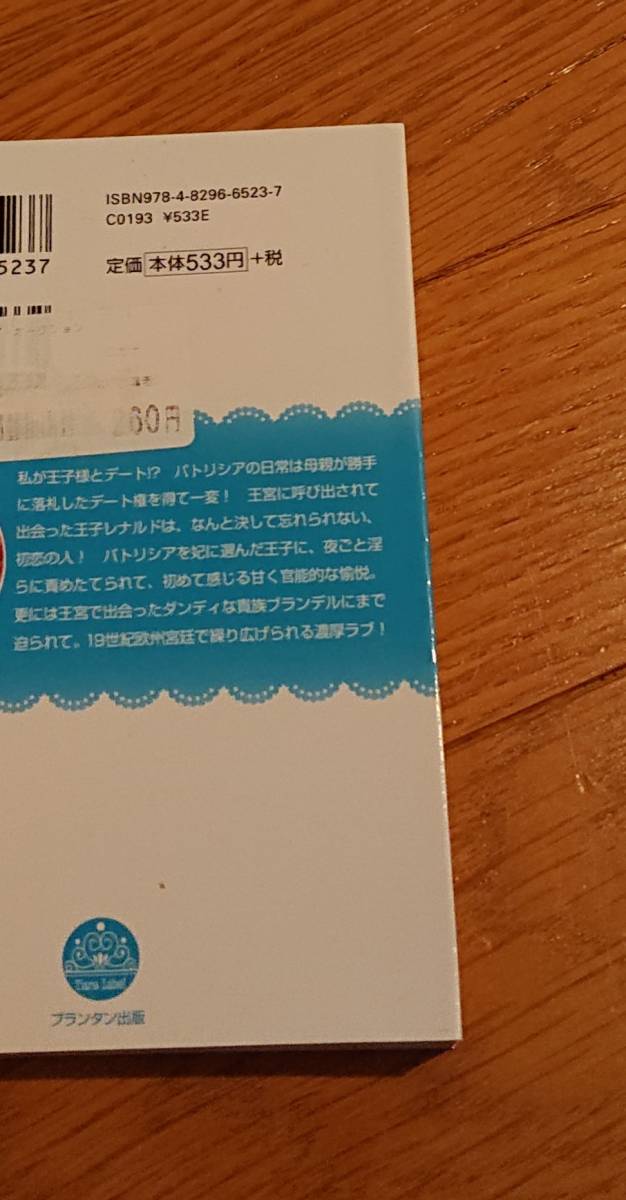 ISBN978-4-8296-6523-7
C0193 ¥533E
5237
定価 本体533円 +税
260円
私が王子様とデート!? パトリシアの日常は母親が勝手
に落札したデート権を得て一変! 王宮に呼び出されて
出会った王子レナルドは、なんと決して忘れられない、
初恋の人! パトリシアを妃に選んだ王子に、夜ごと淫
らに責めたてられて、初めて感じる甘く官能的な愉悦。
更には王宮で出会ったダンディな貴族ブランデルにまで
迫られて。19世紀欧州宮廷で繰り広げられる濃厚ラブ!
Tiara Label
プランタン出版